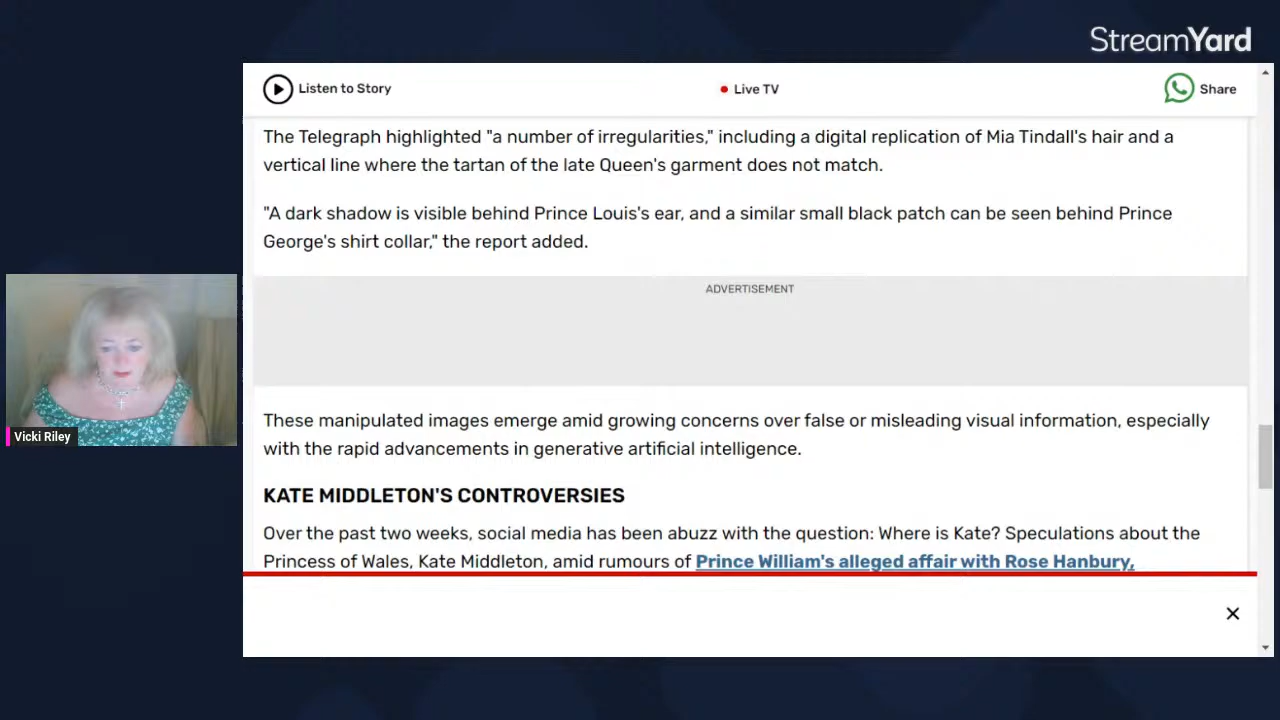 StreamYard
Listen to Story
Live TV
Share
The Telegraph highlighted "a number of irregularities," including a digital replication of Mia Tindall's hair and a
vertical line where the tartan of the late Queen's garment does not match.
"A dark shadow is visible behind Prince Louis's ear, and a similar small black patch can be seen behind Prince
George's shirt collar," the report added.
ADVERTISEMENT
These manipulated images emerge amid growing concerns over false or misleading visual information, especially
with the rapid advancements in generative artificial intelligence.
KATE MIDDLETON'S CONTROVERSIES
Over the past two weeks, social media has been abuzz with the question: Where is Kate? Speculations about the
Princess of Wales, Kate Middleton, amid rumours of Prince William's alleged affair with Rose Hanbury,
Vicki Riley